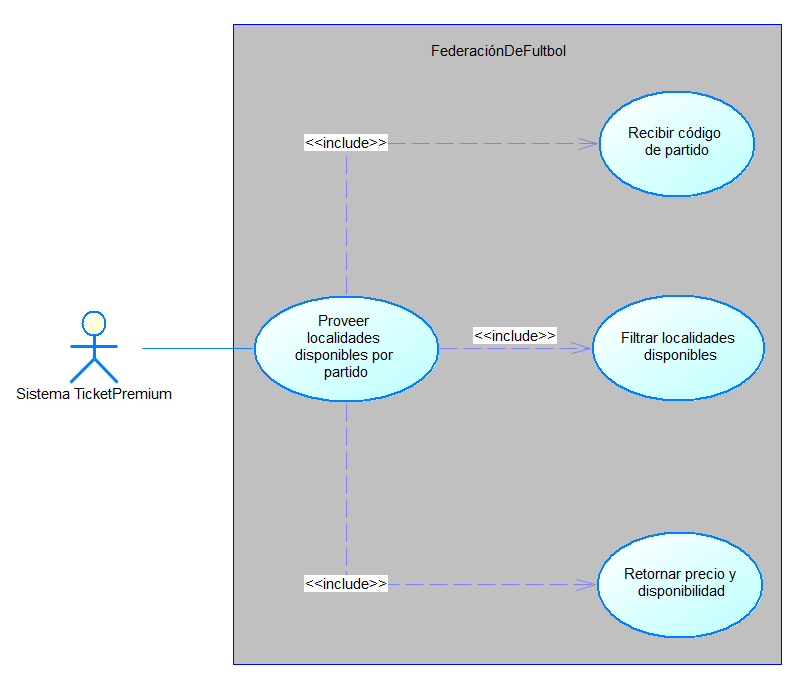 FederaciónDeFultbol
<<include>>
Recibir código
de partido
Proveer
localidades
disponibles por
partido
<<include>>
Filtrar localidades
disponibles
Sistema TicketPremium
<<include>>
Retornar precio y
disponibilidad